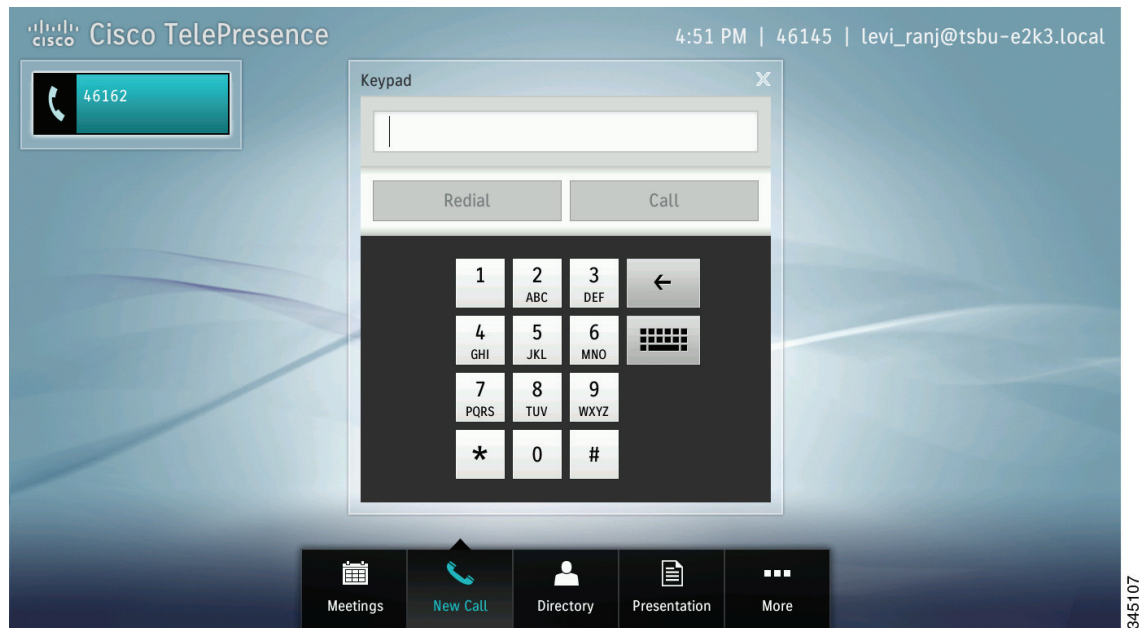 cisco Cisco TelePresence
4:51 PM | 46145 | levi_ranj@tsbu-e2k3.local
46162
Keypad X
Redial Call
1 2 3 ←
ABC DEF
4 5 6
GHI JKL MNO
7 8 9
PQRS TUV WXYZ
* 0 #
Meetings New Call Directory Presentation More
345107